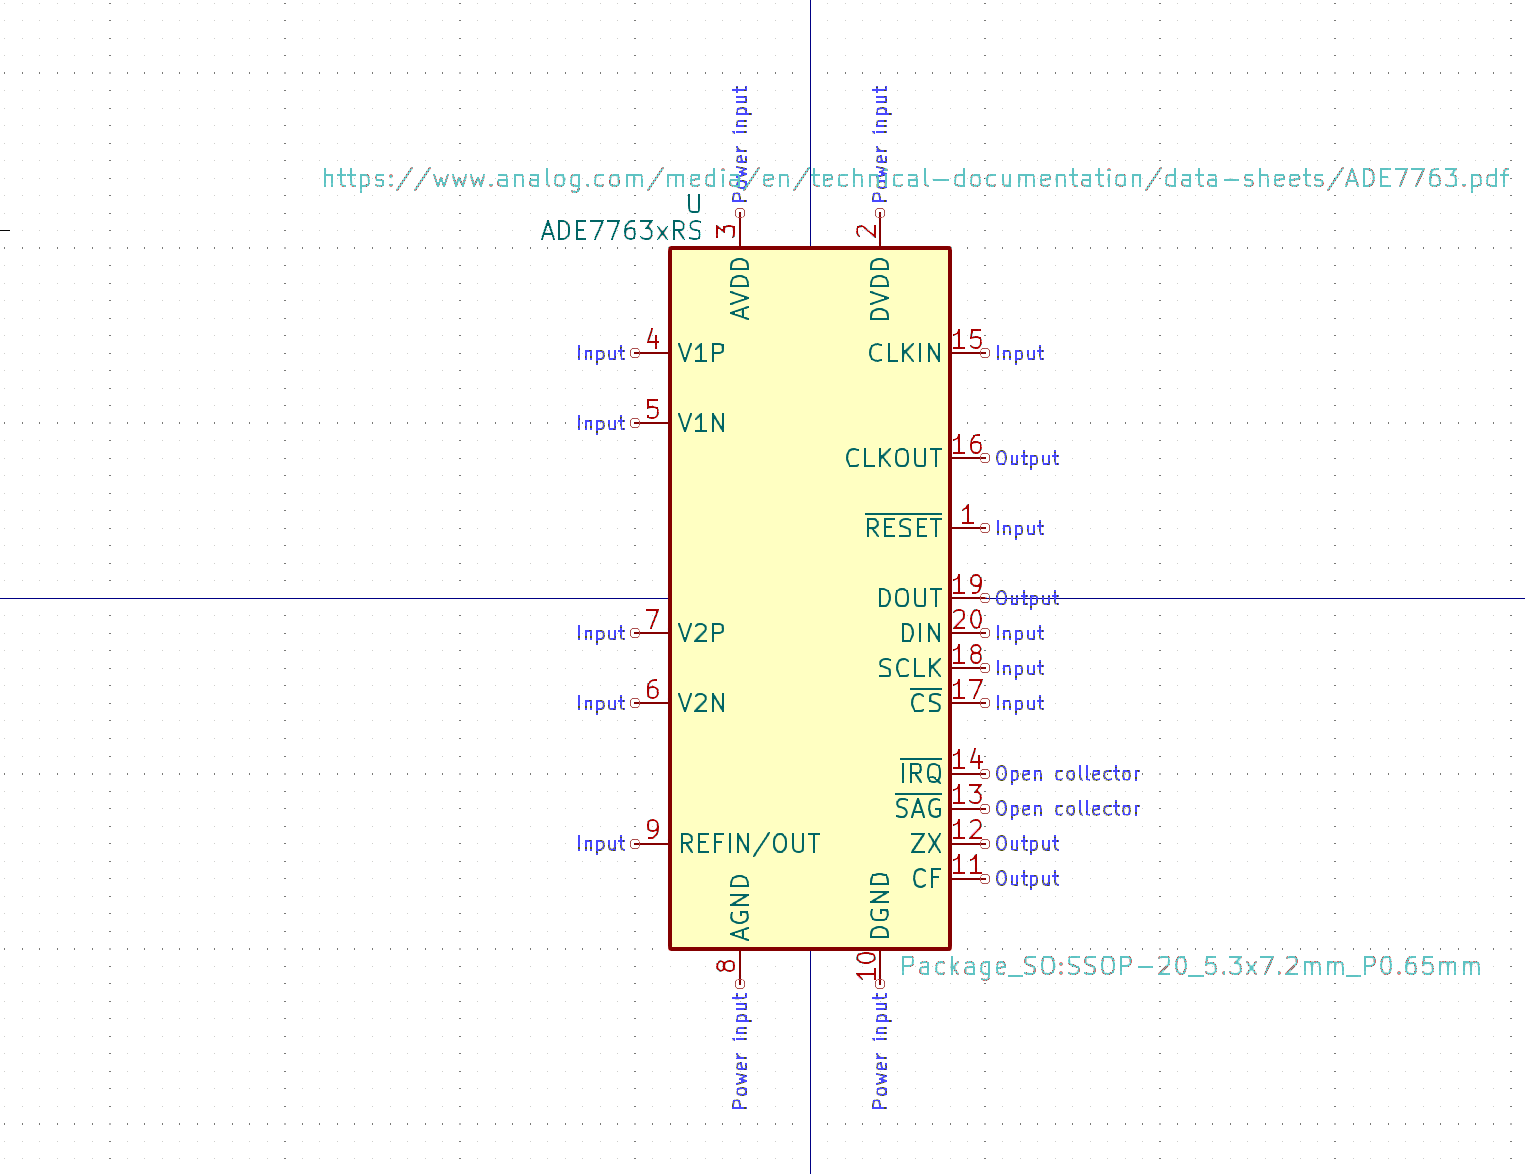 Power input
Power input
https://www.analog.com/media/en/technical-documentation/data-sheets/ADE7763.pdf
U
ADE7763xRS
3
2
AVDD
DVDD
Input 4 V1P
CLKIN 15 Input
Input 5 V1N
CLKOUT 16 Output
RESET 1 Input
DOUT 19 Output
Input 7 V2P
DIN 20 Input
SCLK 18 Input
Input 6 V2N
CS 17 Input
IRQ 14 Open collector
SAG 13 Open collector
Input 9 REFIN/OUT
ZX 12 Output
CF 11 Output
AGND
DGND
8
10
Package_SO:SSOP-20_5.3x7.2mm_P0.65mm
Power input
Power input